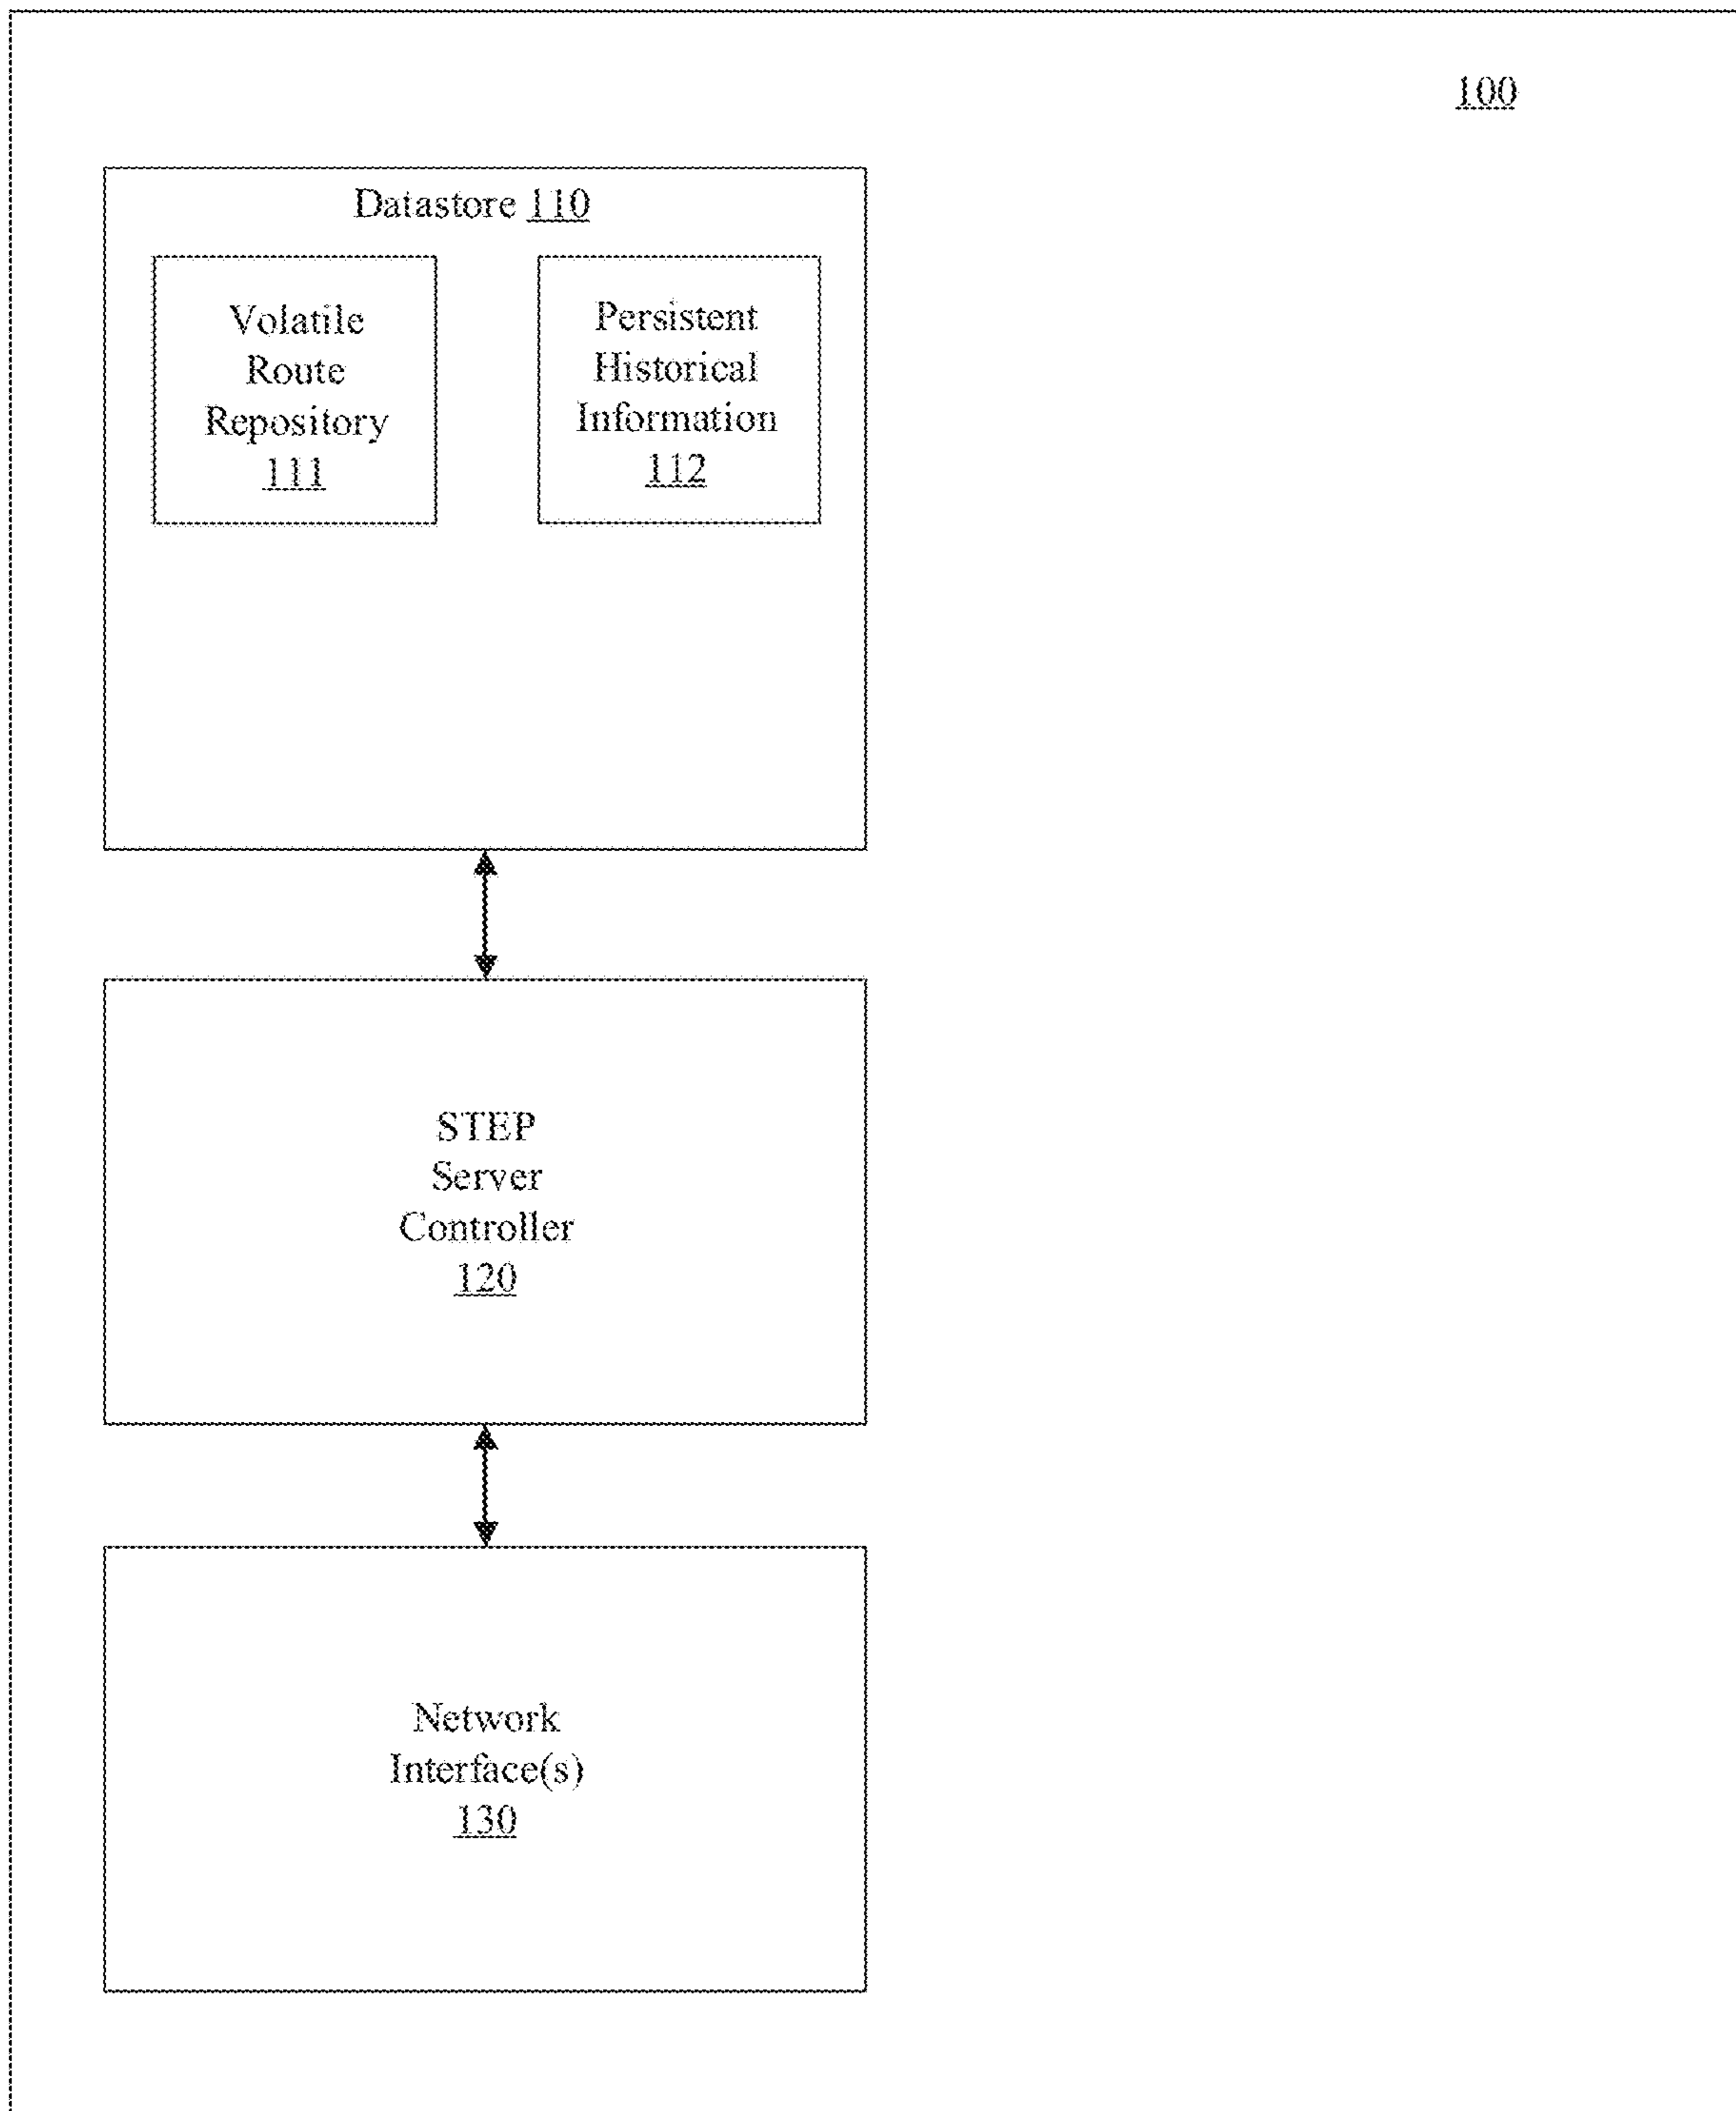 100
Datastore 110
Volatile
Route
Repository
111
Persistent
Historical
Information
112
STEP
Server
Controller
120
Network
Interface(s)
130